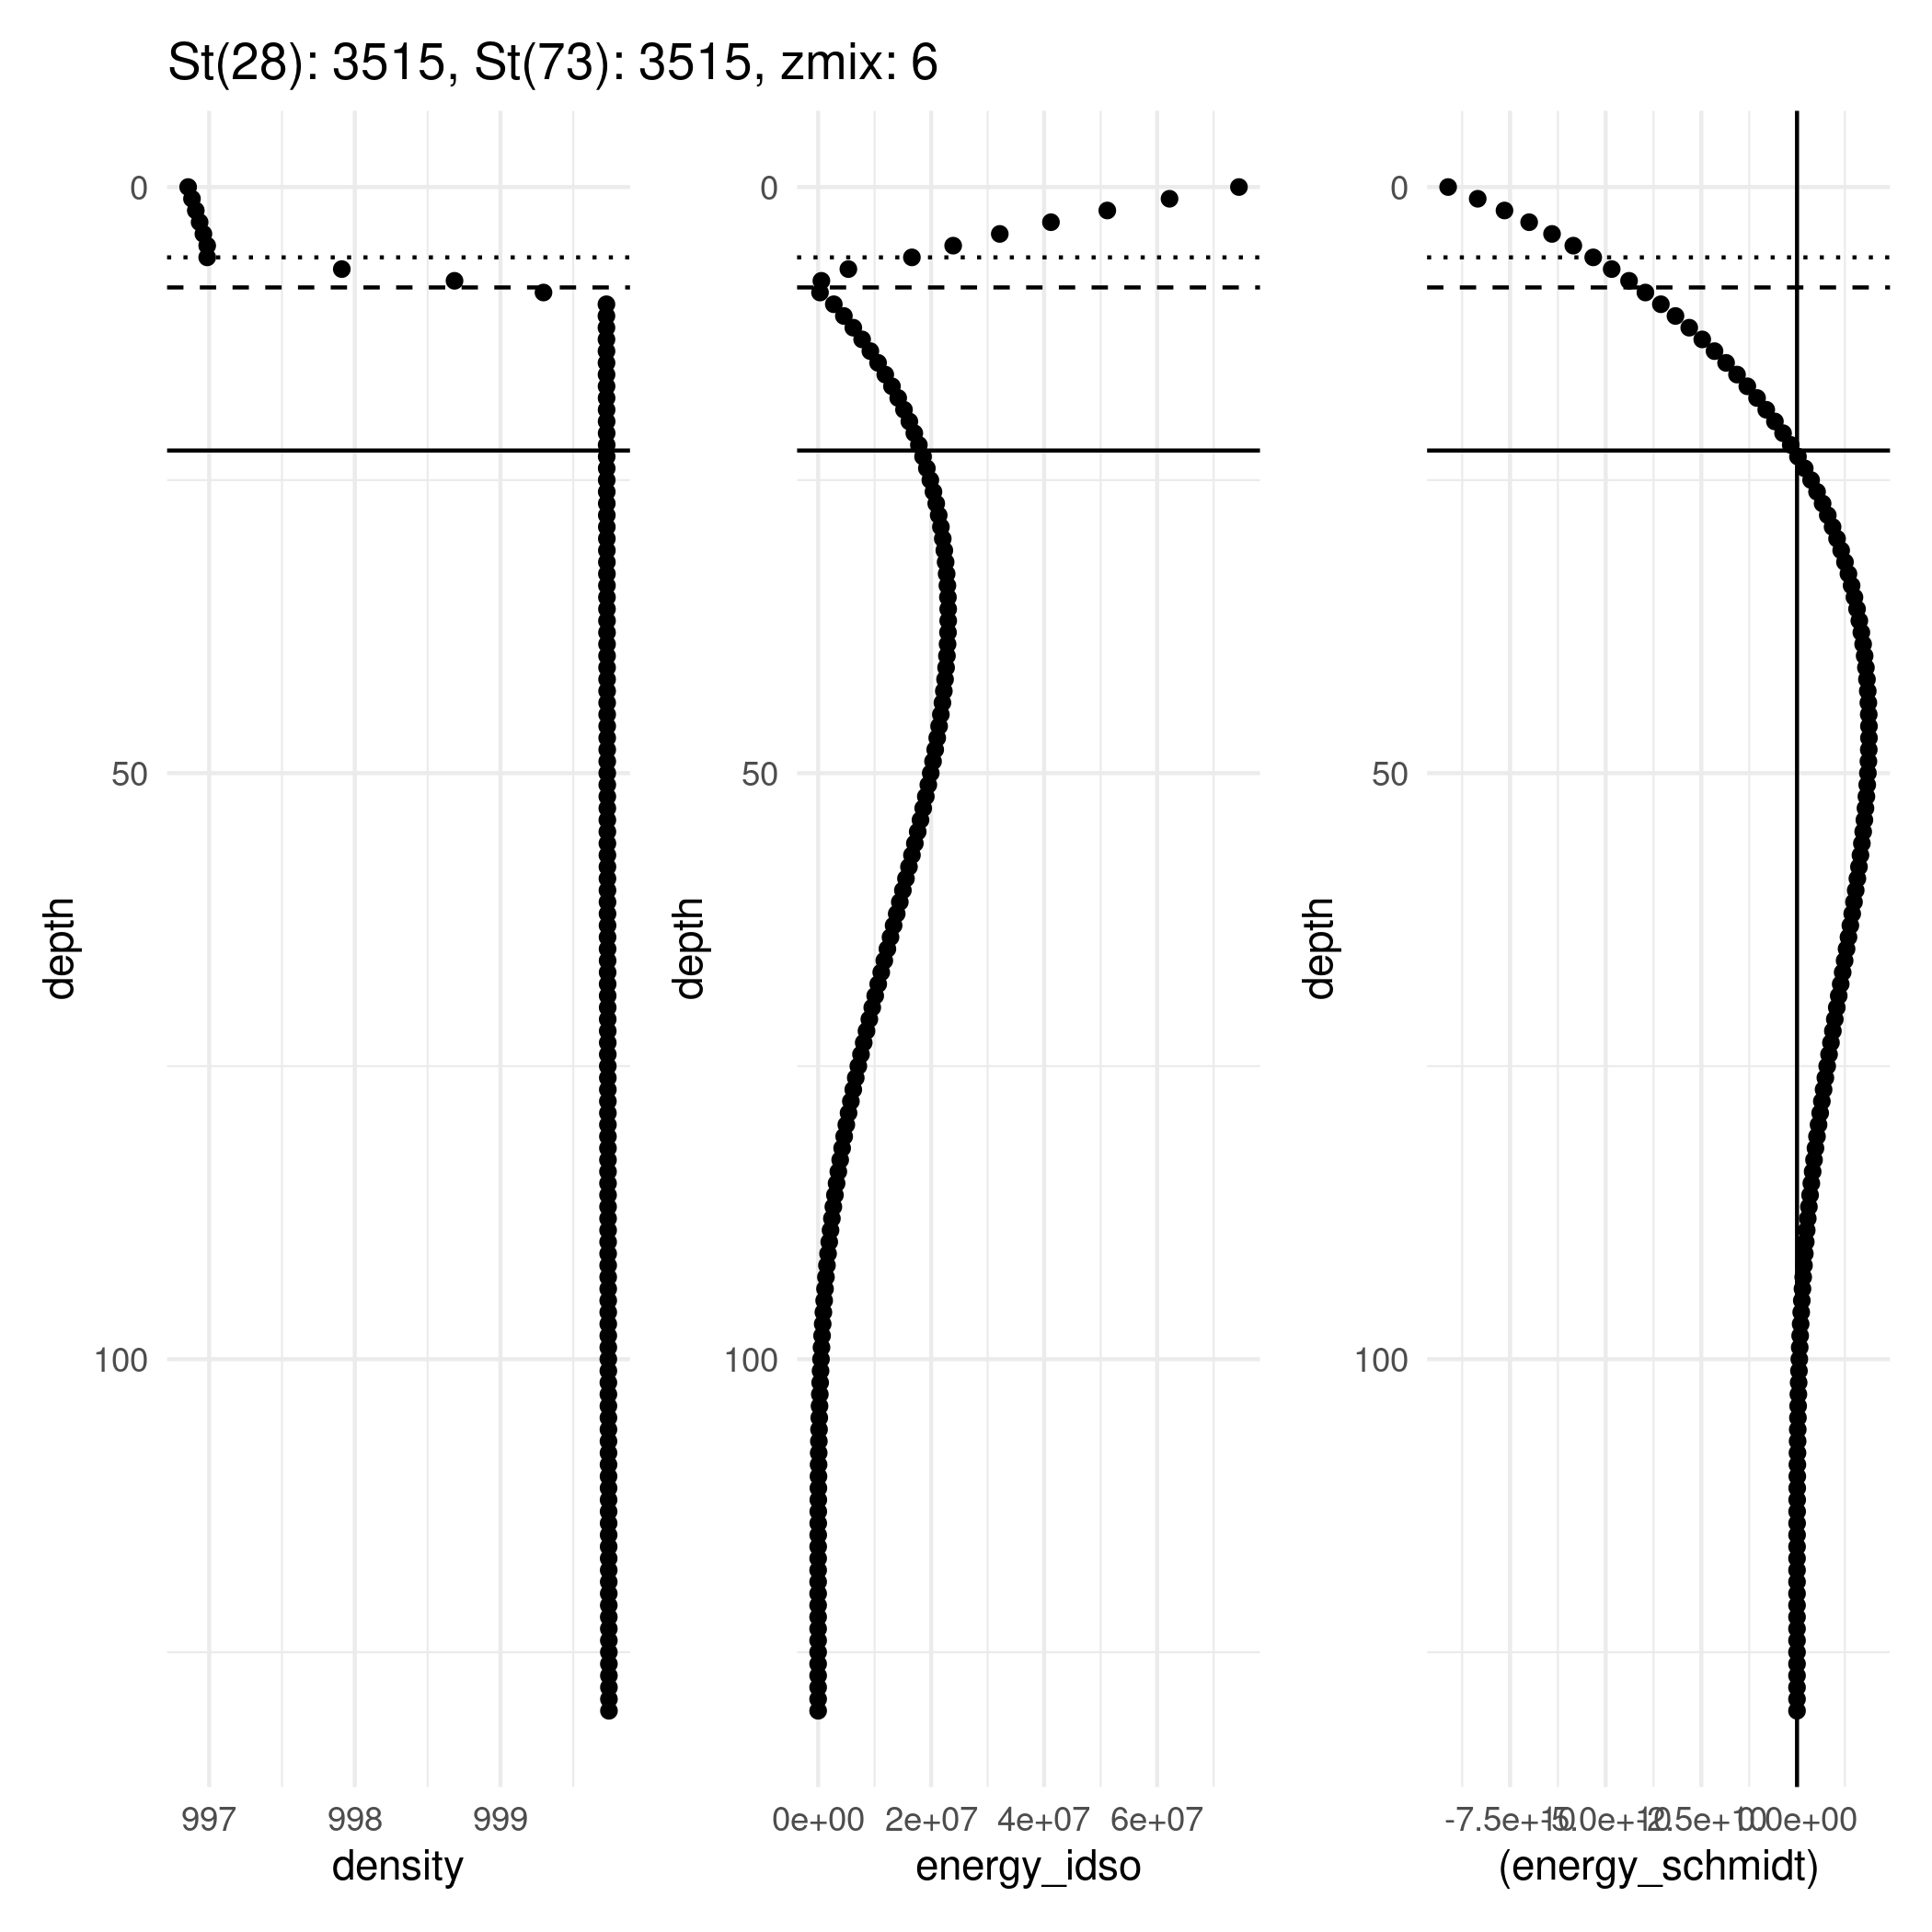 St(28): 3515, St(73): 3515, zmix: 6
0
50
100
depth
997 998 999
density
0
50
100
depth
0e+00 2e+07 4e+07 6e+07
energy_idso
0
50
100
depth
0.0e+00
(energy_schmidt)